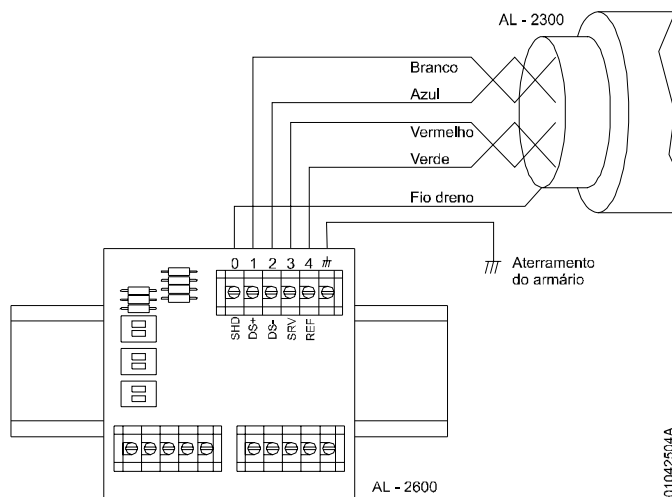 AL - 2300
Branco
Azul
Vermelho
Verde
Fio dreno
Aterramento
do armário
0 1 2 3 4
SHD DS+ DS- SRV REF
AL - 2600
01042504A